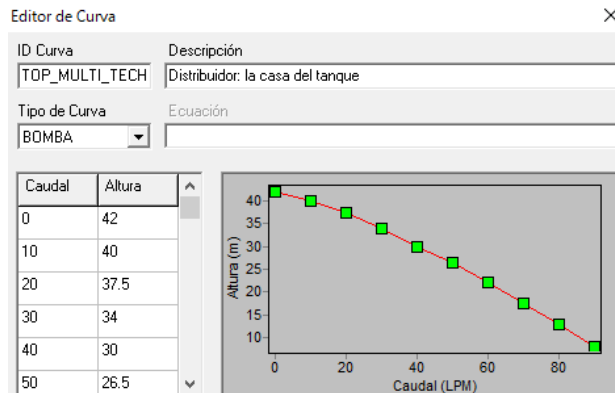 Editor de Curva
ID Curva Descripción
TOP_MULTI_TECH Distribuidor: la casa del tanque
Tipo de Curva Ecuación
BOMBA
Caudal Altura
0 42
10 40
20 37.5
30 34
40 30
50 26.5
Altura (m)
40
35
30
25
20
15
10
0 20 40 60 80
Caudal (LPM)